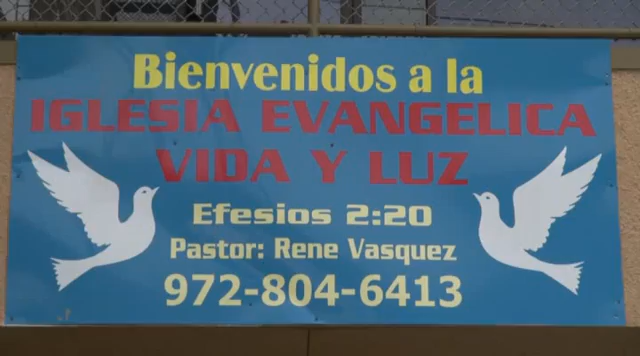 Bienvenidos a la
IGLESIA EVANGELICA
VIDA Y LUZ
Efesios 2:20
Pastor: Rene Vasquez
972-804-6413